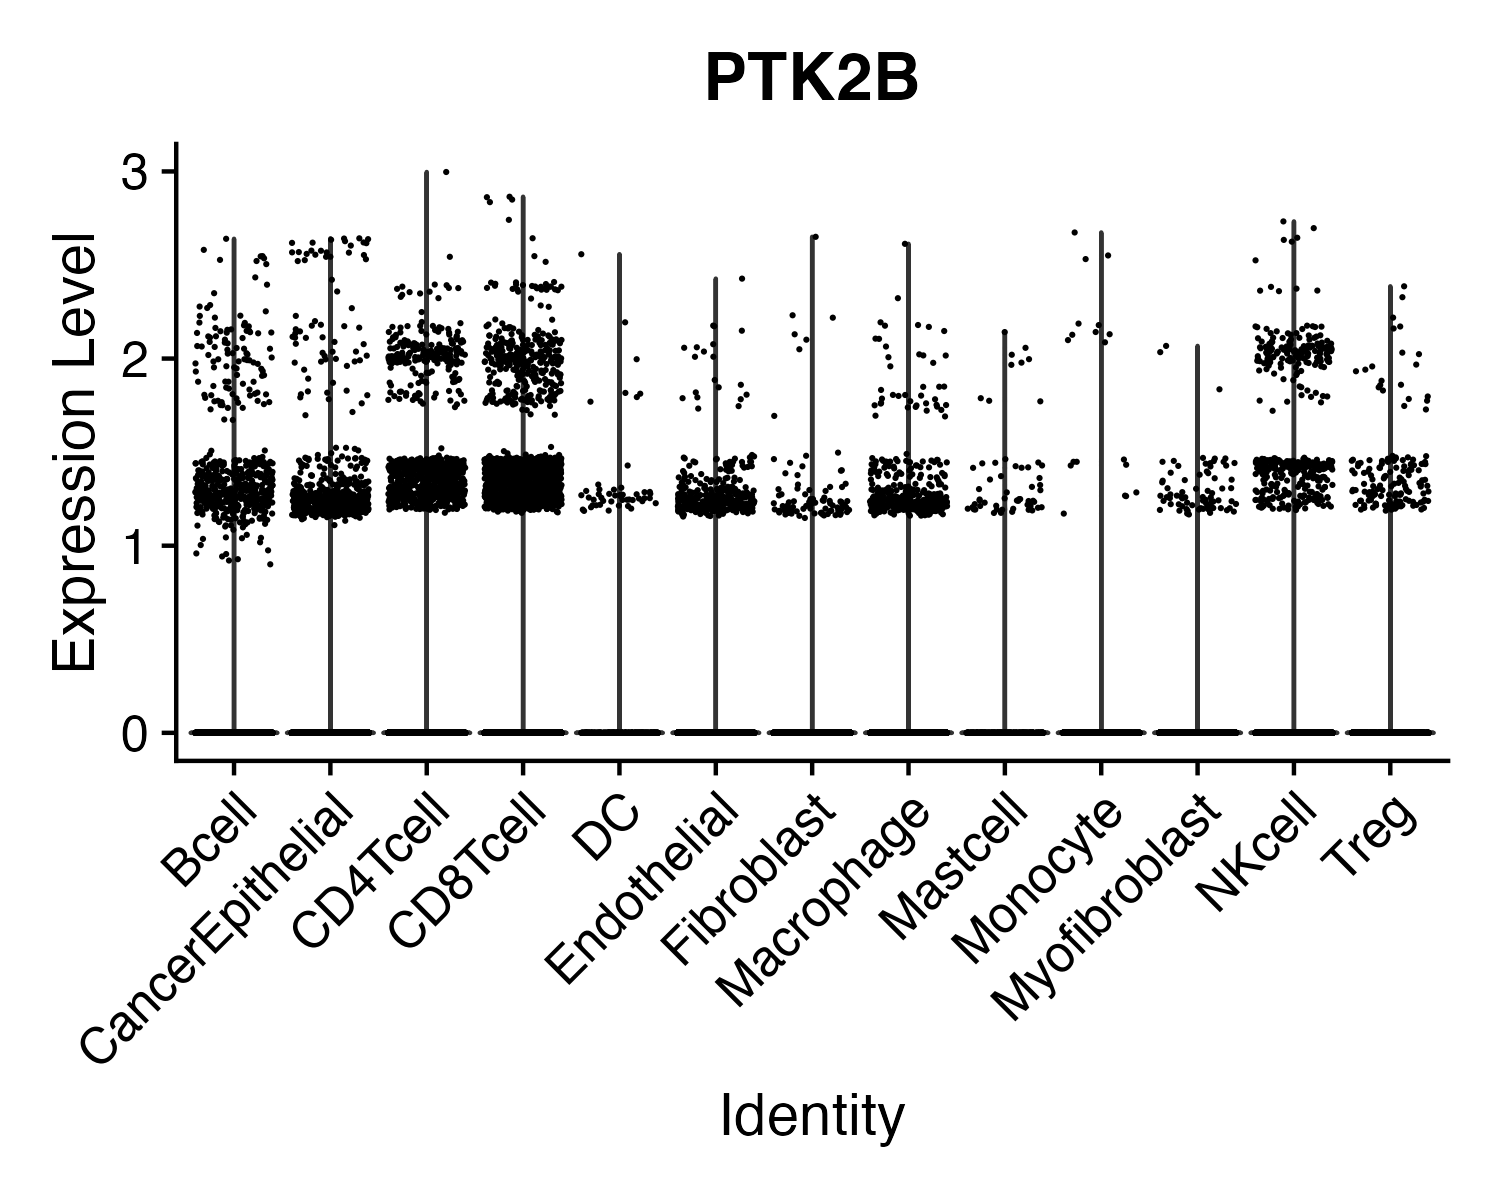 PTK2B
Expression Level
3
2
1
0
Bcell
CancerEpithelial
CD4Tcell
CD8Tcell
DC
Endothelial
Fibroblast
Macrophage
Mastcell
Monocyte
Myofibroblast
NKcell
Treg
Identity